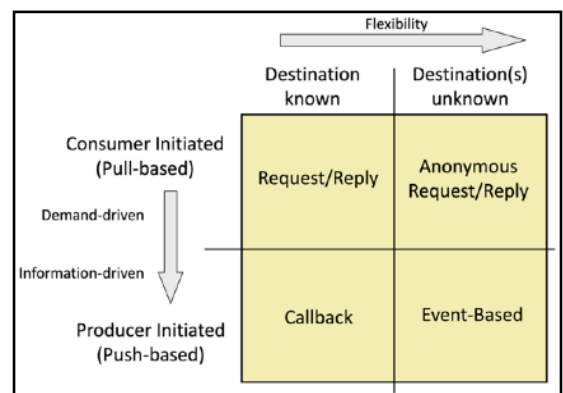 Flexibility
Destination
known
Destination(s)
unknown
Consumer Initiated
(Pull-based)
Request/Reply
Anonymous
Request/Reply
Demand-driven
Information-driven
Producer Initiated
(Push-based)
Callback
Event-Based